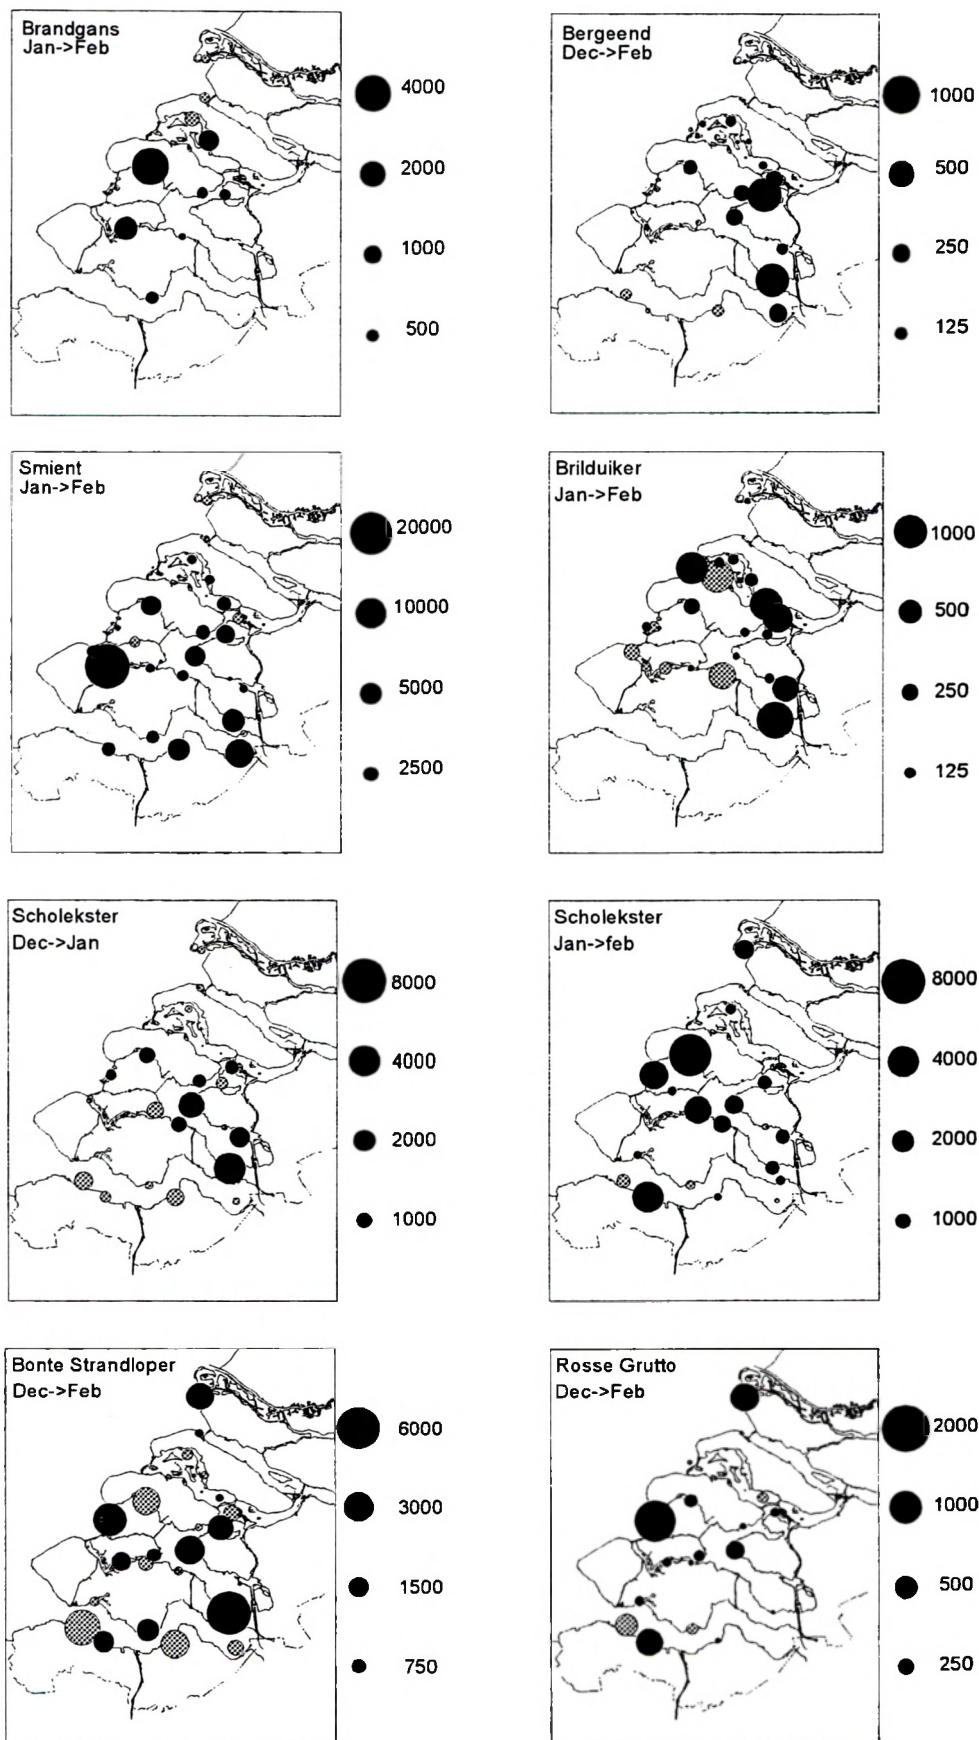 Brandgans
Jan->Feb
4000
2000
1000
500
Bergeend
Dec->Feb
1000
500
250
125
Smient
Jan->Feb
20000
10000
5000
2500
Brilduiker
Jan->Feb
1000
500
250
125
Scholekster
Dec->Jan
8000
4000
2000
1000
Scholekster
Jan->feb
8000
4000
2000
1000
Bonte Strandloper
Dec->Feb
6000
3000
1500
750
Rosse Grutto
Dec->Feb
2000
1000
500
250